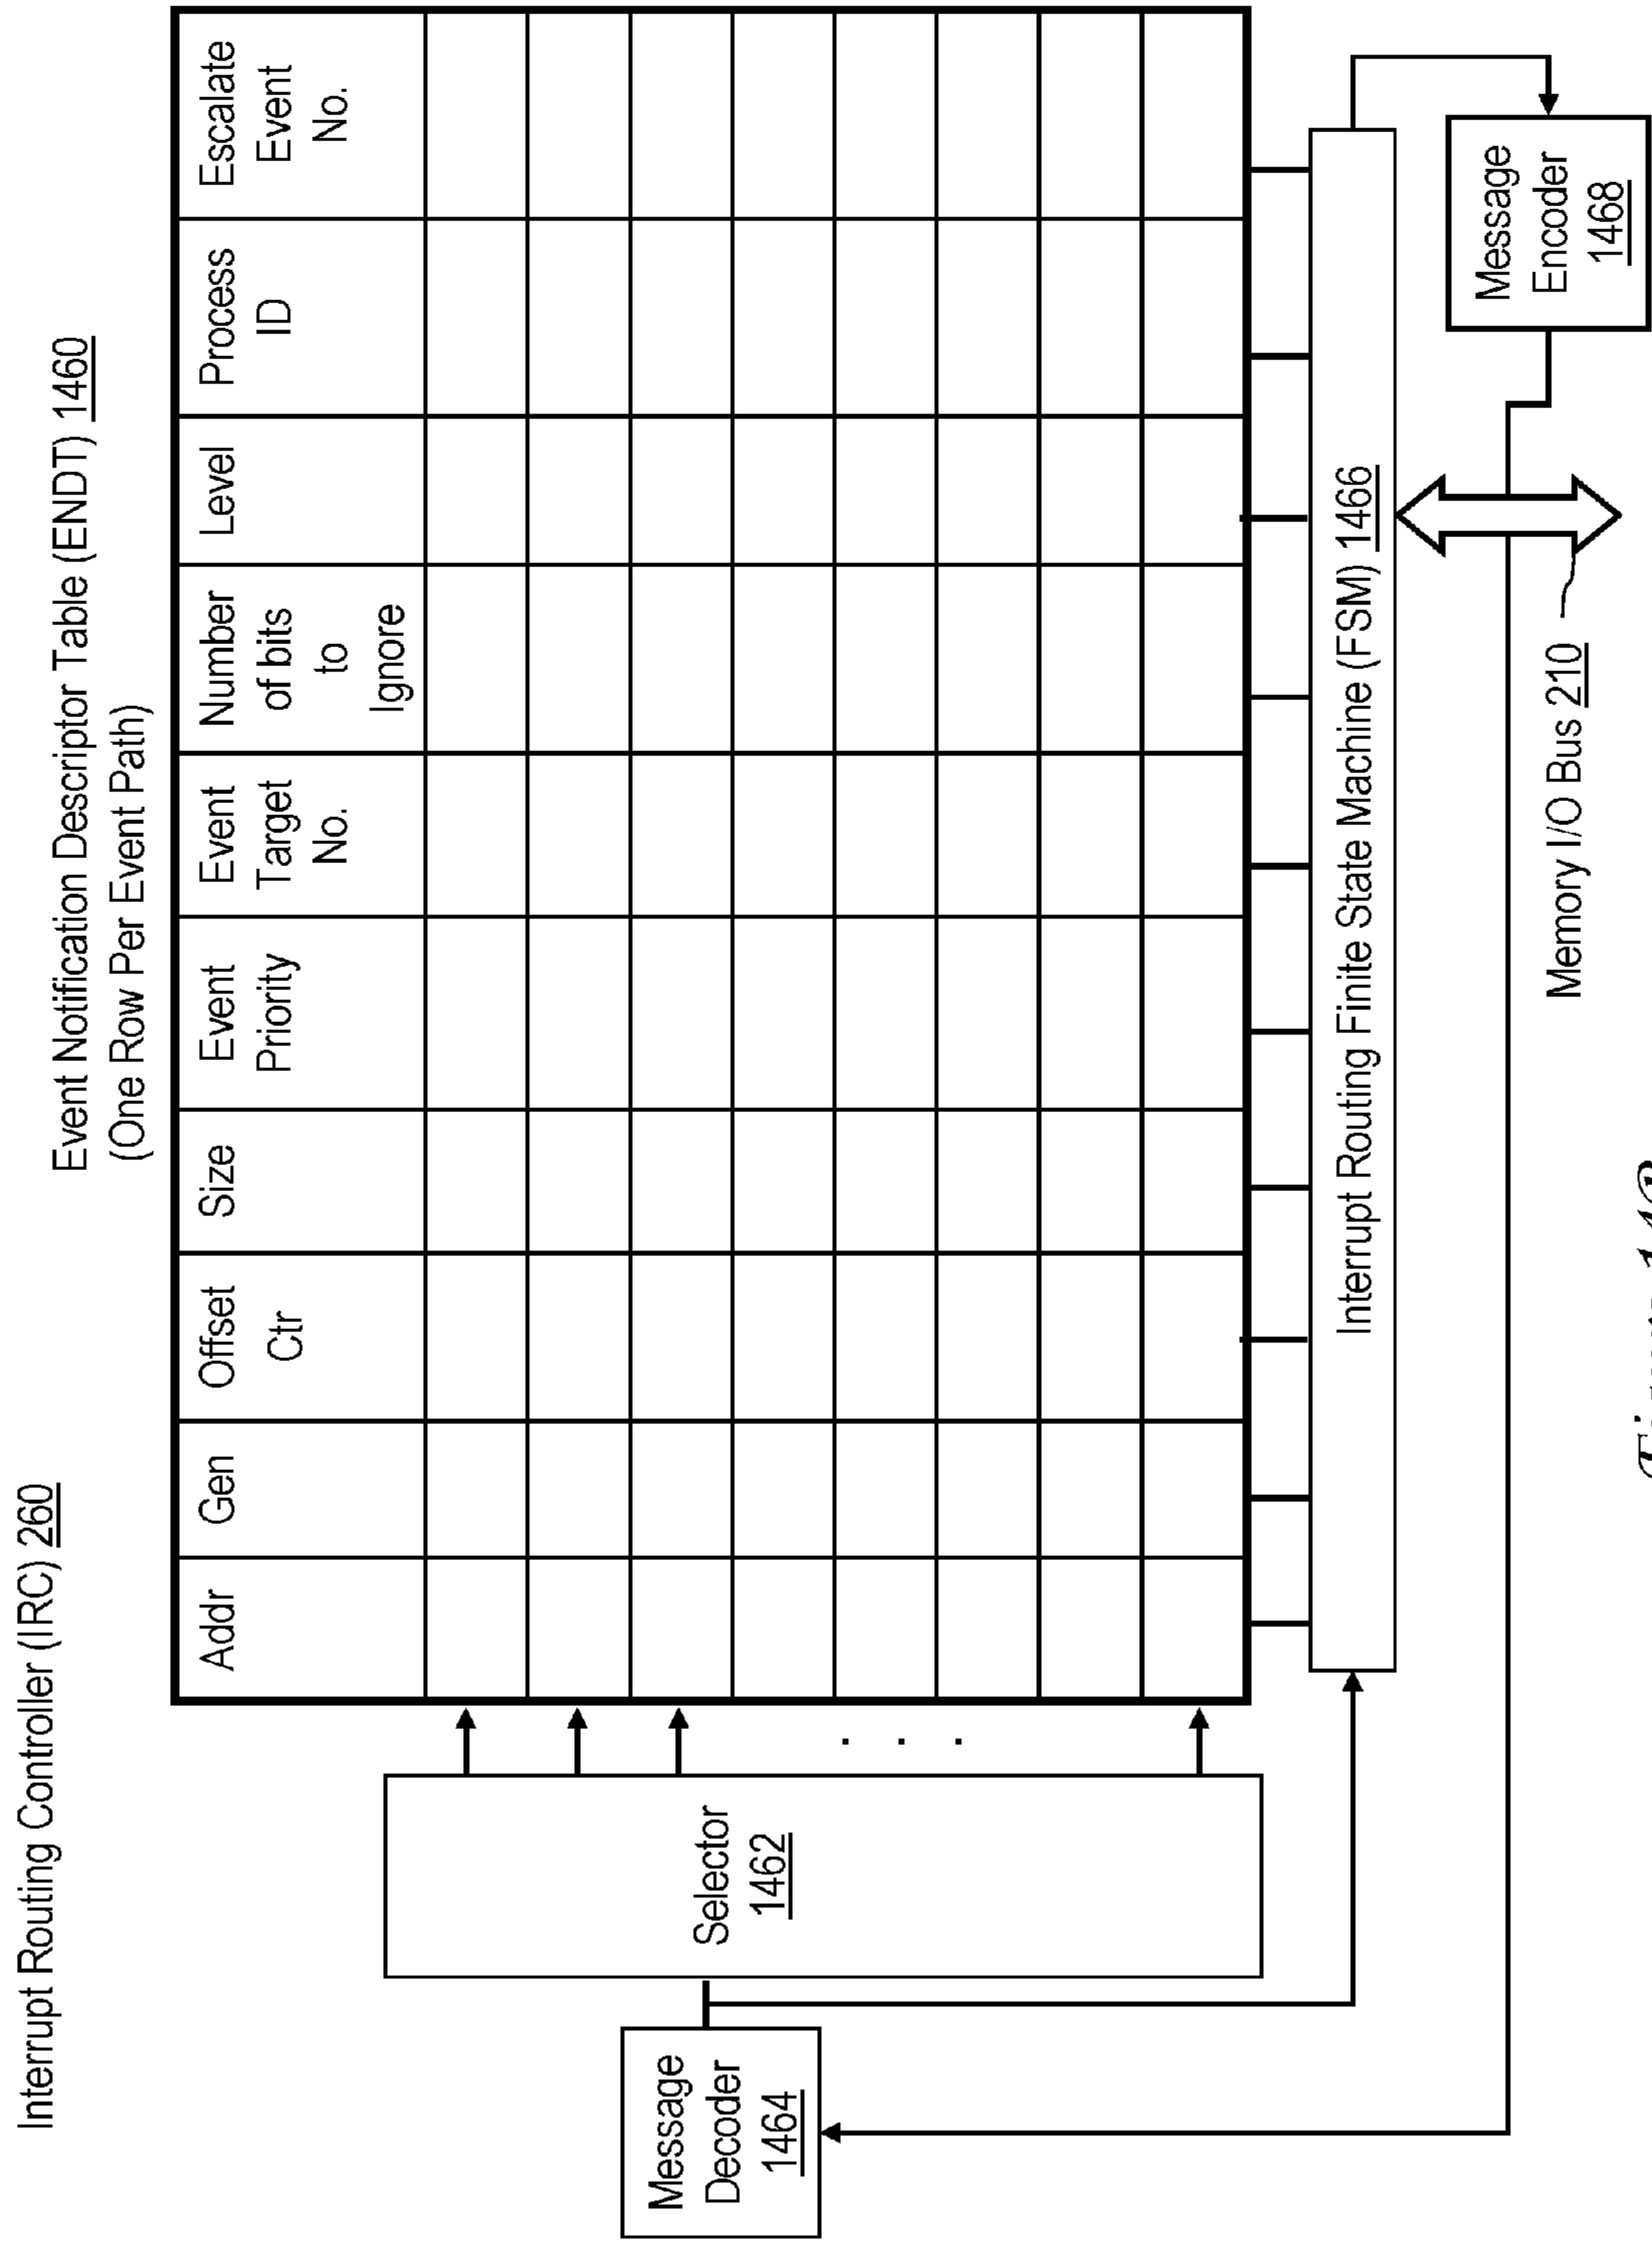 Interrupt Routing Controller (IRC) 260
Event Notification Descriptor Table (ENDT) 1460
(One Row Per Event Path)
Addr
Gen
Offset
Ctr
Size
Event
Priority
Event
Target
No.
Number
of bits
to
Ignore
Level
Process
ID
Escalate
Event
No.
Selector
1462
Message
Decoder
1464
Interrupt Routing Finite State Machine (FSM) 1466
Message
Encoder
1468
Memory I/O Bus 210